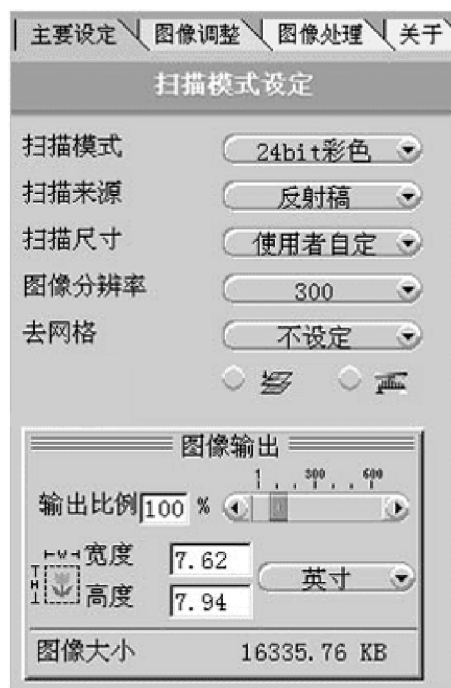 主要设定 图像调整 图像处理 关于
扫描模式设定
扫描模式 24bit彩色
扫描来源 反射稿
扫描尺寸 使用者自定
图像分辨率 300
去网格 不设定
图像输出
1 300 600
输出比例 100 %
W 宽度 7.62
H 高度 7.94
英寸
图像大小 16335.76 KB